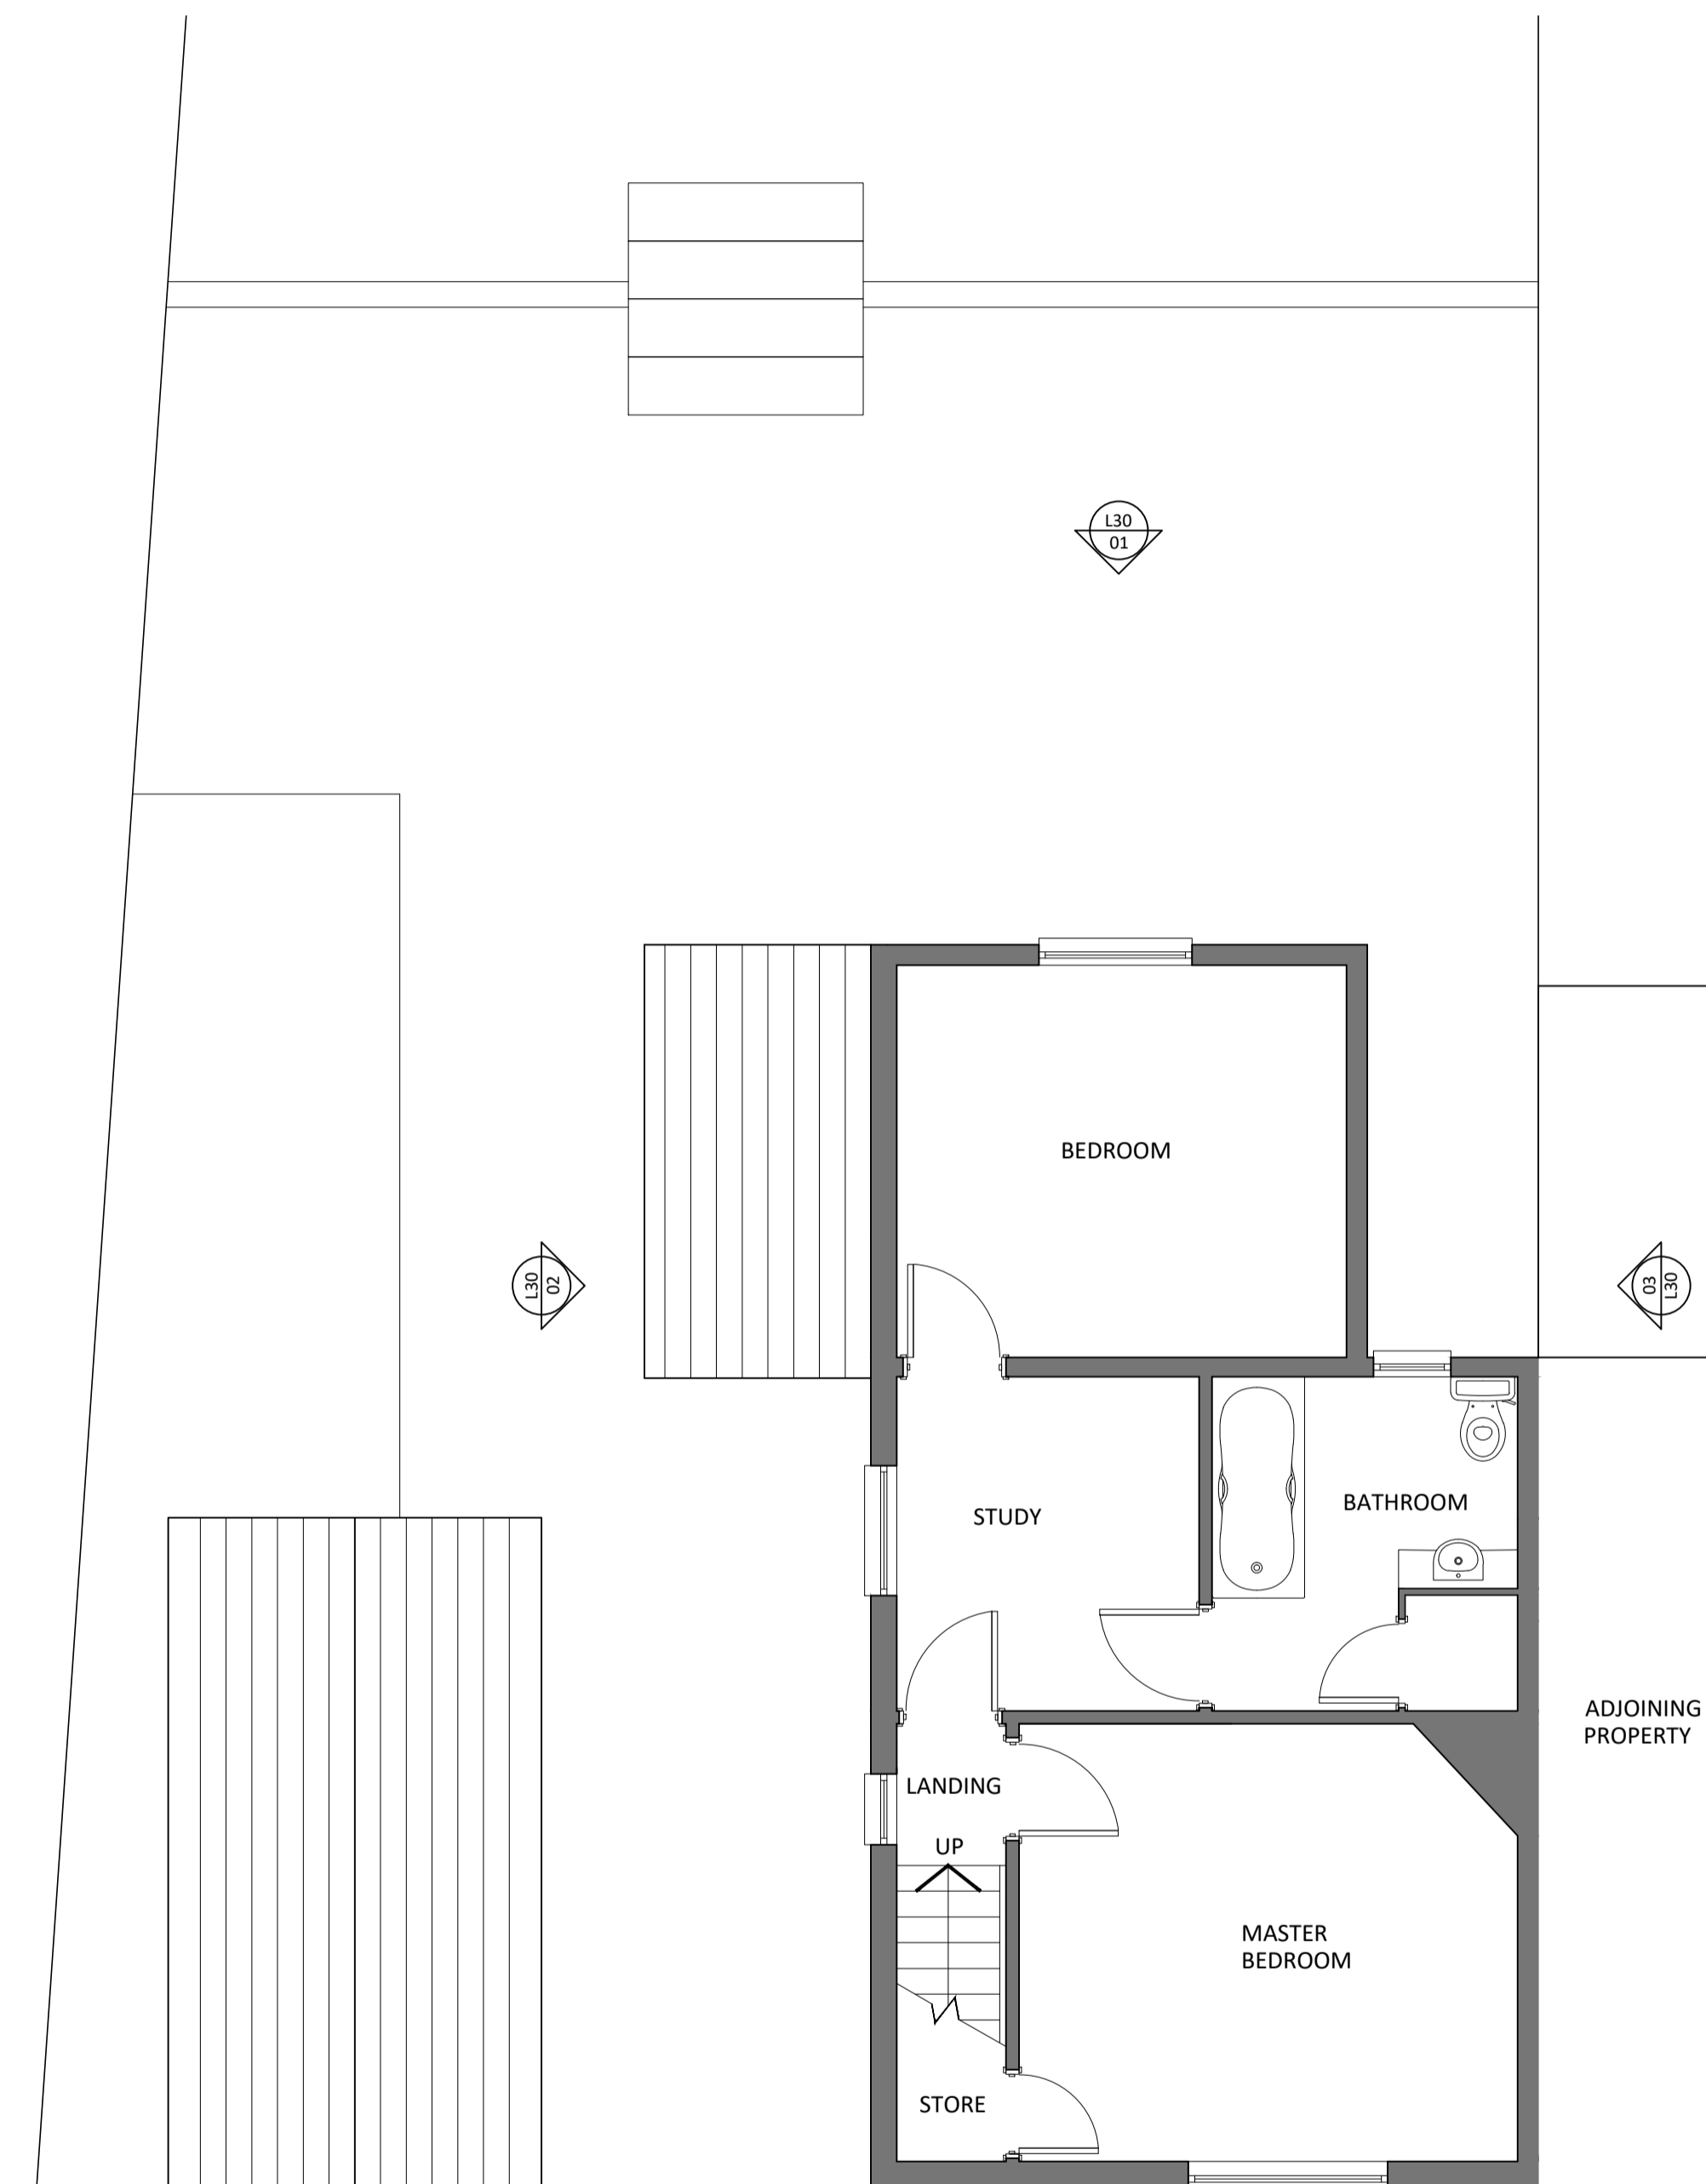 L30
01
BEDROOM
L30
02
03
L30
STUDY
BATHROOM
ADJOINING
PROPERTY
LANDING
UP
MASTER
BEDROOM
STORE